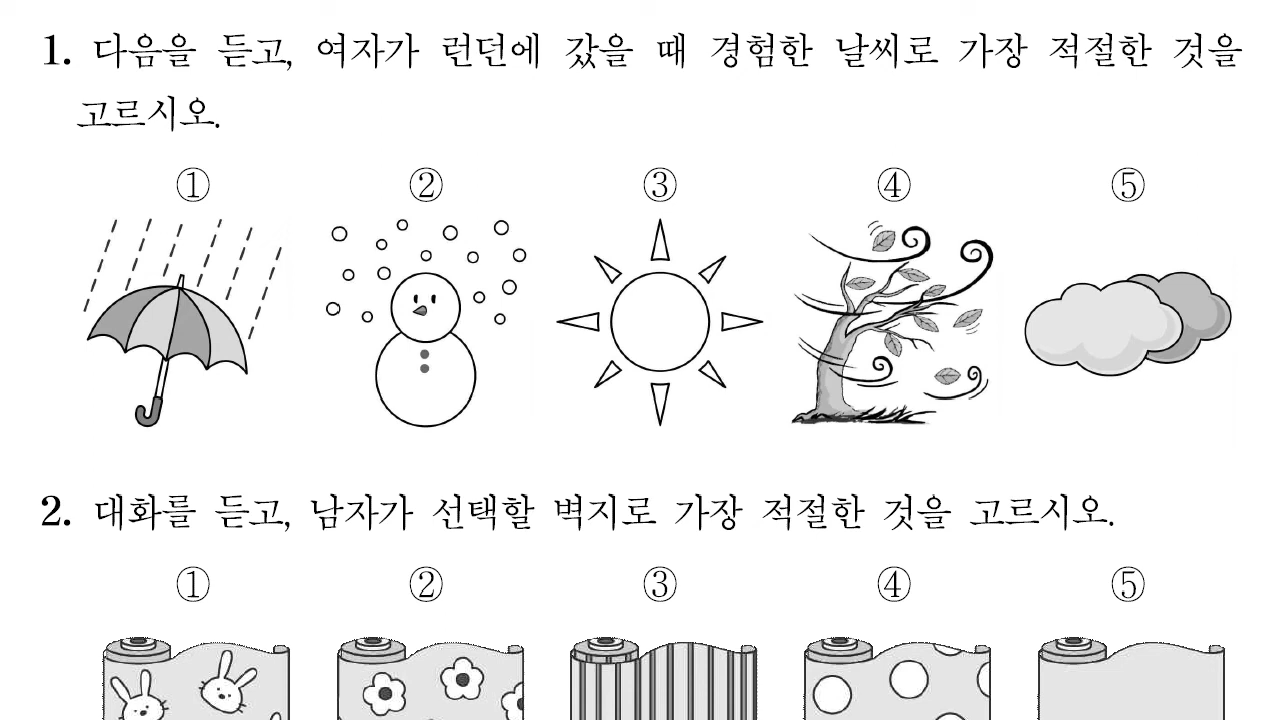 1. 다음을 듣고, 여자가 런던에 갔을 때 경험한 날씨로 가장 적절한 것을
고르시오.
① ② ③ ④ ⑤
2. 대화를 듣고, 남자가 선택할 벽지로 가장 적절한 것을 고르시오.
① ② ③ ④ ⑤